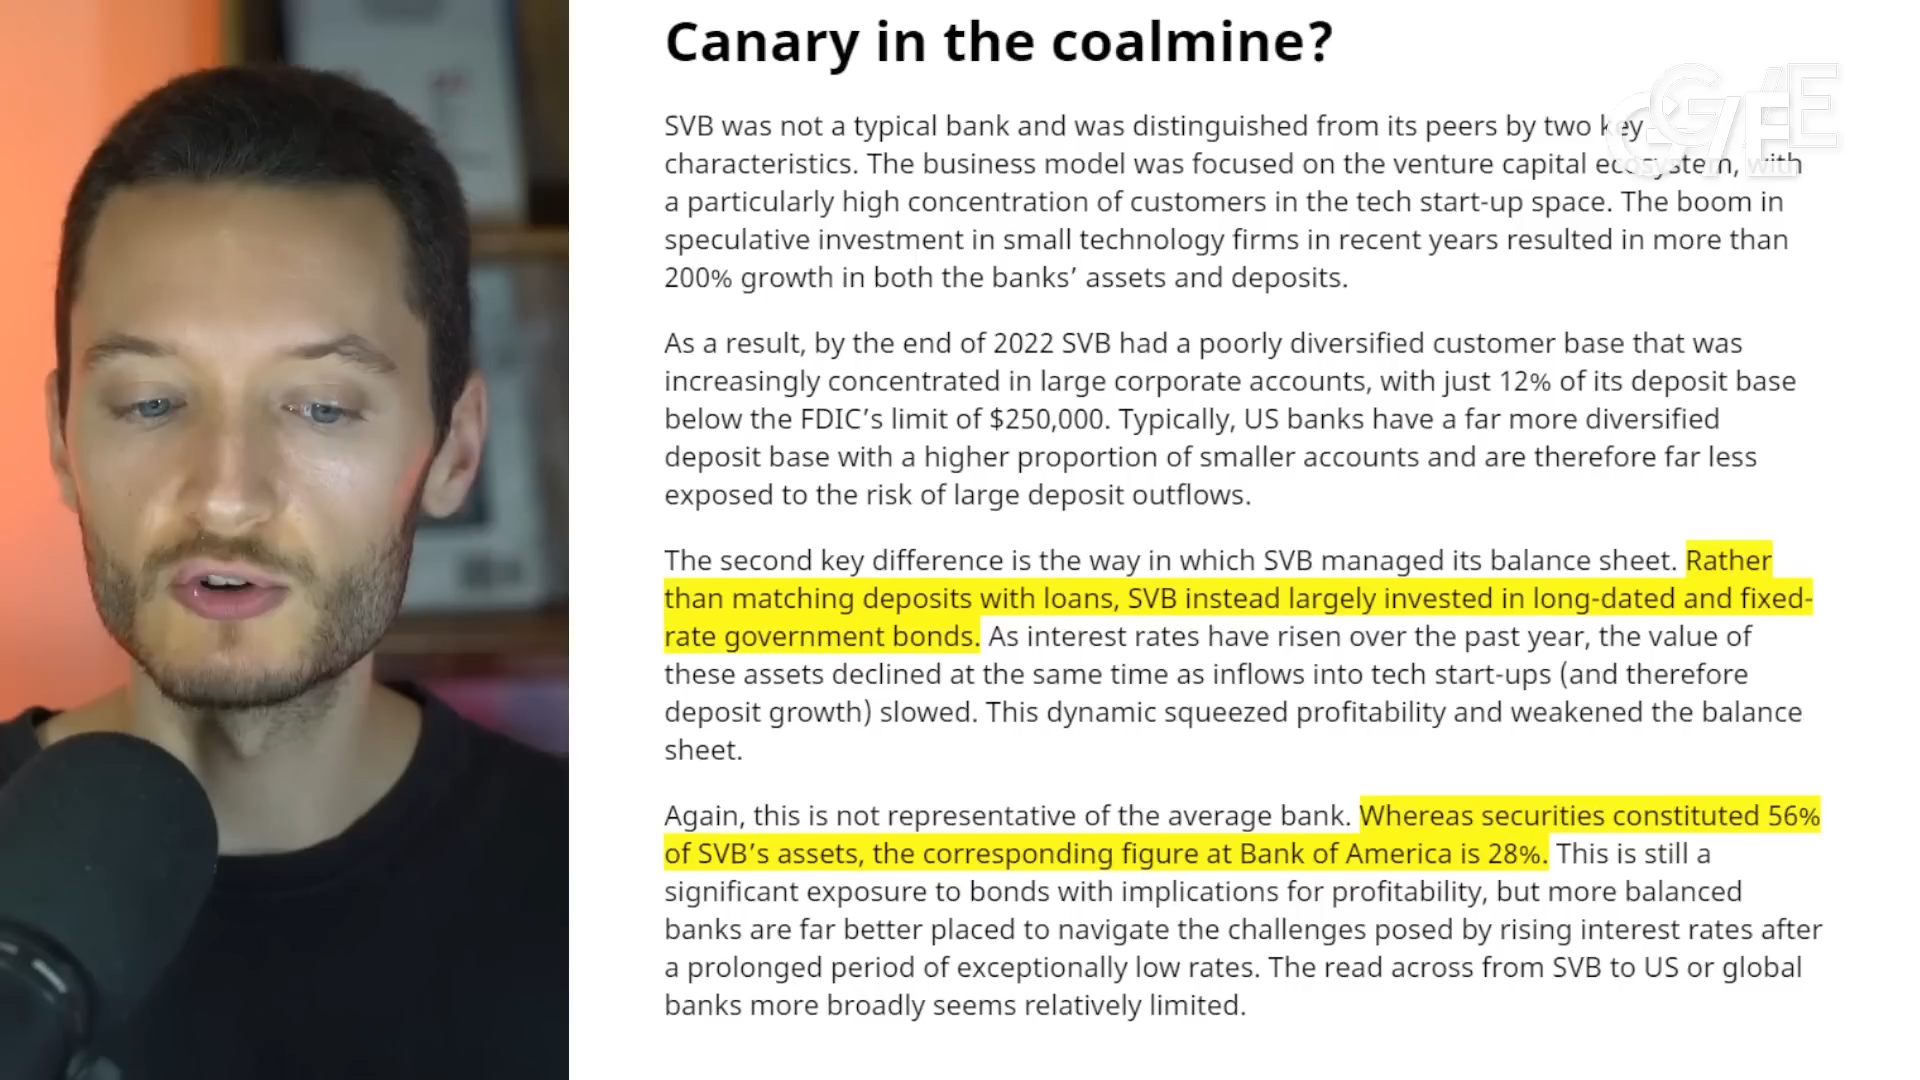 Canary in the coalmine?
SVB was not a typical bank and was distinguished from its peers by two key
characteristics. The business model was focused on the venture capital ecosystem, with
a particularly high concentration of customers in the tech start-up space. The boom in
speculative investment in small technology firms in recent years resulted in more than
200% growth in both the banks’ assets and deposits.
As a result, by the end of 2022 SVB had a poorly diversified customer base that was
increasingly concentrated in large corporate accounts, with just 12% of its deposit base
below the FDIC’s limit of $250,000. Typically, US banks have a far more diversified
deposit base with a higher proportion of smaller accounts and are therefore far less
exposed to the risk of large deposit outflows.
The second key difference is the way in which SVB managed its balance sheet. Rather
than matching deposits with loans, SVB instead largely invested in long-dated and fixed-
rate government bonds. As interest rates have risen over the past year, the value of
these assets declined at the same time as inflows into tech start-ups (and therefore
deposit growth) slowed. This dynamic squeezed profitability and weakened the balance
sheet.
Again, this is not representative of the average bank. Whereas securities constituted 56%
of SVB’s assets, the corresponding figure at Bank of America is 28%. This is still a
significant exposure to bonds with implications for profitability, but more balanced
banks are far better placed to navigate the challenges posed by rising interest rates after
a prolonged period of exceptionally low rates. The read across from SVB to US or global
banks more broadly seems relatively limited.